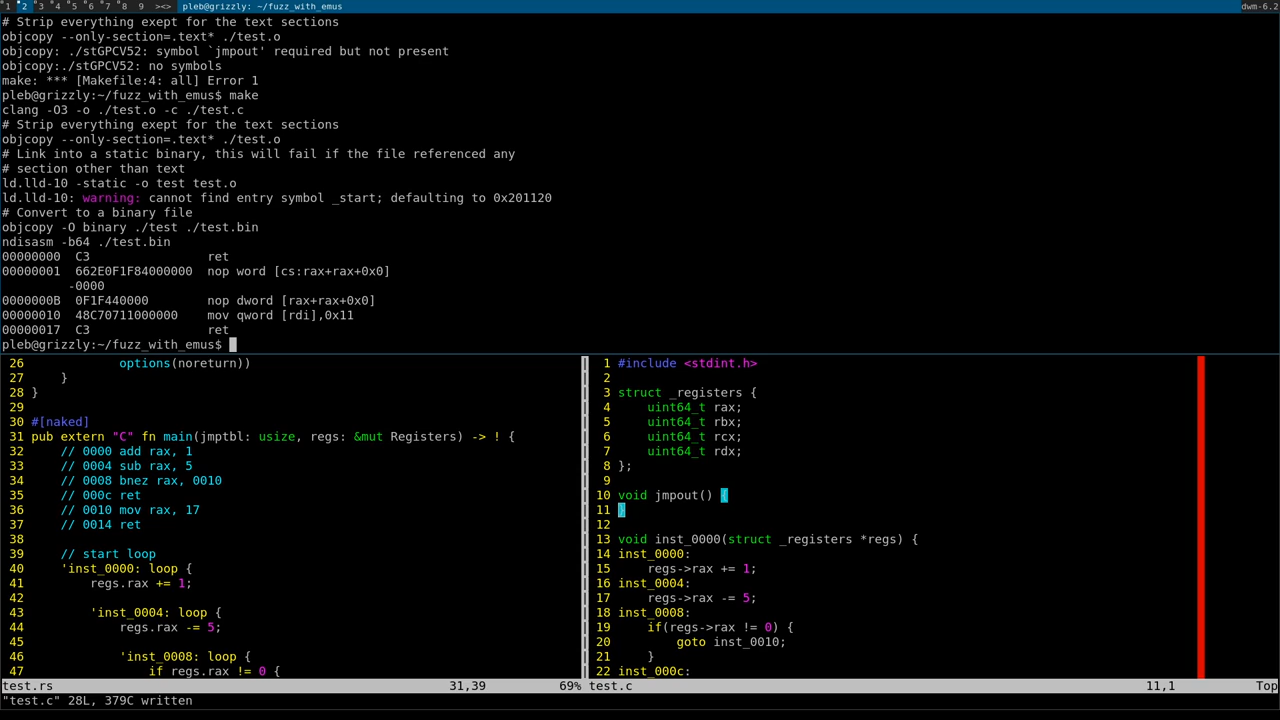 1 2 3 4 5 6 7 8 9 ><> pleb@grizzly: ~/fuzz_with_emus dwm-6.2
# Strip everything exept for the text sections
objcopy --only-section=.text* ./test.o
objcopy: ./stGPCV52: symbol `jmpout' required but not present
objcopy:./stGPCV52: no symbols
make: *** [Makefile:4: all] Error 1
pleb@grizzly:~/fuzz_with_emus$ make
clang -O3 -o ./test.o -c ./test.c
# Strip everything exept for the text sections
objcopy --only-section=.text* ./test.o
# Link into a static binary, this will fail if the file referenced any
# section other than text
ld.lld-10 -static -o test test.o
ld.lld-10: warning: cannot find entry symbol _start; defaulting to 0x201120
# Convert to a binary file
objcopy -O binary ./test ./test.bin
ndisasm -b64 ./test.bin
00000000  C3                ret
00000001  662E0F1F84000000  nop word [cs:rax+rax+0x0]
         -0000
0000000B  0F1F440000        nop dword [rax+rax+0x0]
00000010  48C70711000000    mov qword [rdi],0x11
00000017  C3                ret
pleb@grizzly:~/fuzz_with_emus$
26             options(noreturn))
27     }
28 }
29
30 #[naked]
31 pub extern "C" fn main(jmptbl: usize, regs: &mut Registers) -> ! {
32     // 0000 add rax, 1
33     // 0004 sub rax, 5
34     // 0008 bnez rax, 0010
35     // 000c ret
36     // 0010 mov rax, 17
37     // 0014 ret
38
39     // start loop
40     'inst_0000: loop {
41         regs.rax += 1;
42
43         'inst_0004: loop {
44             regs.rax -= 5;
45
46             'inst_0008: loop {
47                 if regs.rax != 0 {
test.rs 31,39 69%
1 #include <stdint.h>
2
3 struct _registers {
4     uint64_t rax;
5     uint64_t rbx;
6     uint64_t rcx;
7     uint64_t rdx;
8 };
9
10 void jmpout() {
11 }
12
13 void inst_0000(struct _registers *regs) {
14 inst_0000:
15     regs->rax += 1;
16 inst_0004:
17     regs->rax -= 5;
18 inst_0008:
19     if(regs->rax != 0) {
20         goto inst_0010;
21     }
22 inst_000c:
test.c 11,1 Top
"test.c" 28L, 379C written